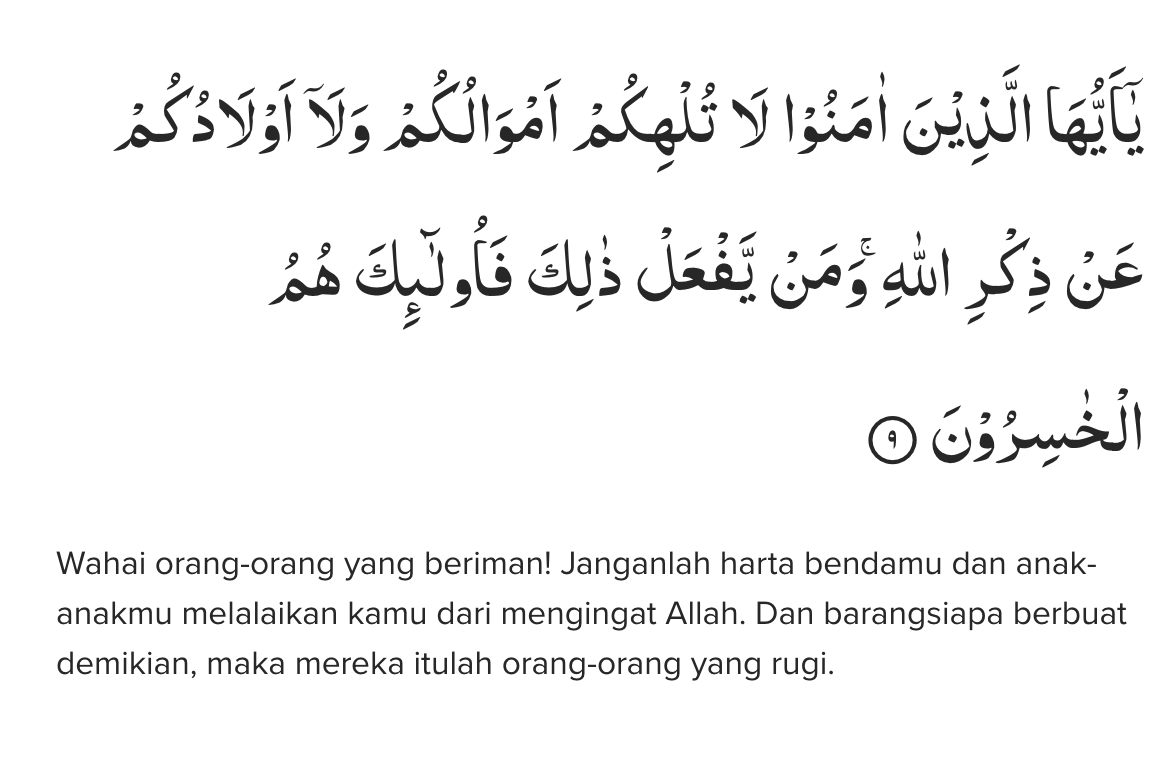 يٰٓاَيُّهَا الَّذِيْنَ اٰمَنُوْا لَا تُلْهِكُمْ اَمْوَالُكُمْ وَلَآ اَوْلَادُكُمْ
عَنْ ذِكْرِ اللّٰهِ ۚوَمَنْ يَّفْعَلْ ذٰلِكَ فَاُولٰۤىِٕكَ هُمُ
الْخٰسِرُوْنَ ٩
Wahai orang-orang yang beriman! Janganlah harta bendamu dan anak-
anakmu melalaikan kamu dari mengingat Allah. Dan barangsiapa berbuat
demikian, maka mereka itulah orang-orang yang rugi.